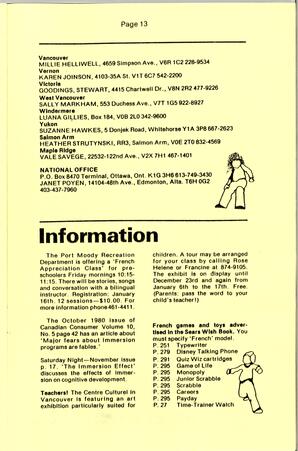 Page 13
Vancouver
MILLIE HELLIWELL, 4659 Simpson Ave., V6R 1C2 228-9534
Vernon
KAREN JOINSON, 4103-35A St. V1T 6C7 542-2200
Victoria
GOODINGS, STEWART, 4415 Chartwell Dr., V8N 2R2 477-9226
West Vancouver
SALLY MARKHAM, 553 Duchess Ave., V7T 1G5 922-8927
Windermere
LUANA GILLIES, Box 184, V0B 2L0 342-9600
Yukon
SUZANNE HAWKES, 5 Donjek Road, Whitehorse Y1A 3P8 667-2623
Salmon Arm
HEATHER STRUTYNSKI, RR3, Salmon Arm, V0E 2T0 832-4569
Maple Ridge
VALE SAVEGE, 22532-122nd Ave., V2X 7H1 467-1401
NATIONAL OFFICE
P.O. Box 8470 Terminal, Ottawa, Ont. K1G 3H6 613-749-3430
JANET POYEN, 14104-48th Ave., Edmonton, Alta. T6H 0G2
403-437-7960
Information
The Port Moody Recreation
Department is offering a 'French
Appreciation Class' for pre-
schoolers Friday mornings 10:15-
11:15. There will be stories, songs
and conversation with a bilingual
instructor. Registration: January
16th. 12 sessions—$10.00. For
more information phone 461-4411.
The October 1980 issue of
Canadian Consumer Volume 10,
No. 5 page 42 has an article about
'Major fears about Immersion
programs are fables.'
Saturday Night—November issue
p. 17. 'The Immersion Effect'
discusses the effects of immer-
sion on cognitive development.
Teachers! The Centre Culturel in
Vancouver is featuring an art
exhibition particularly suited for
children. A tour may be arranged
for your class by calling Rose
Helene or Francine at 874-9105.
The exhibit is on display until
December 23rd and again from
January 6th to the 17th. Free.
(Parents: pass the word to your
child's teacher!)
French games and toys adver-
tised in the Sears Wish Book. You
must specify 'French' model.
P. 251 Typewriter
P. 279 Disney Talking Phone
P. 291 Quiz Wiz cartridges
P. 295 Game of Life
P. 295 Monopoly
P. 295 Junior Scrabble
P. 295 Scrabble
P. 295 Careers
P. 295 Payday
P. 27 Time-Trainer Watch